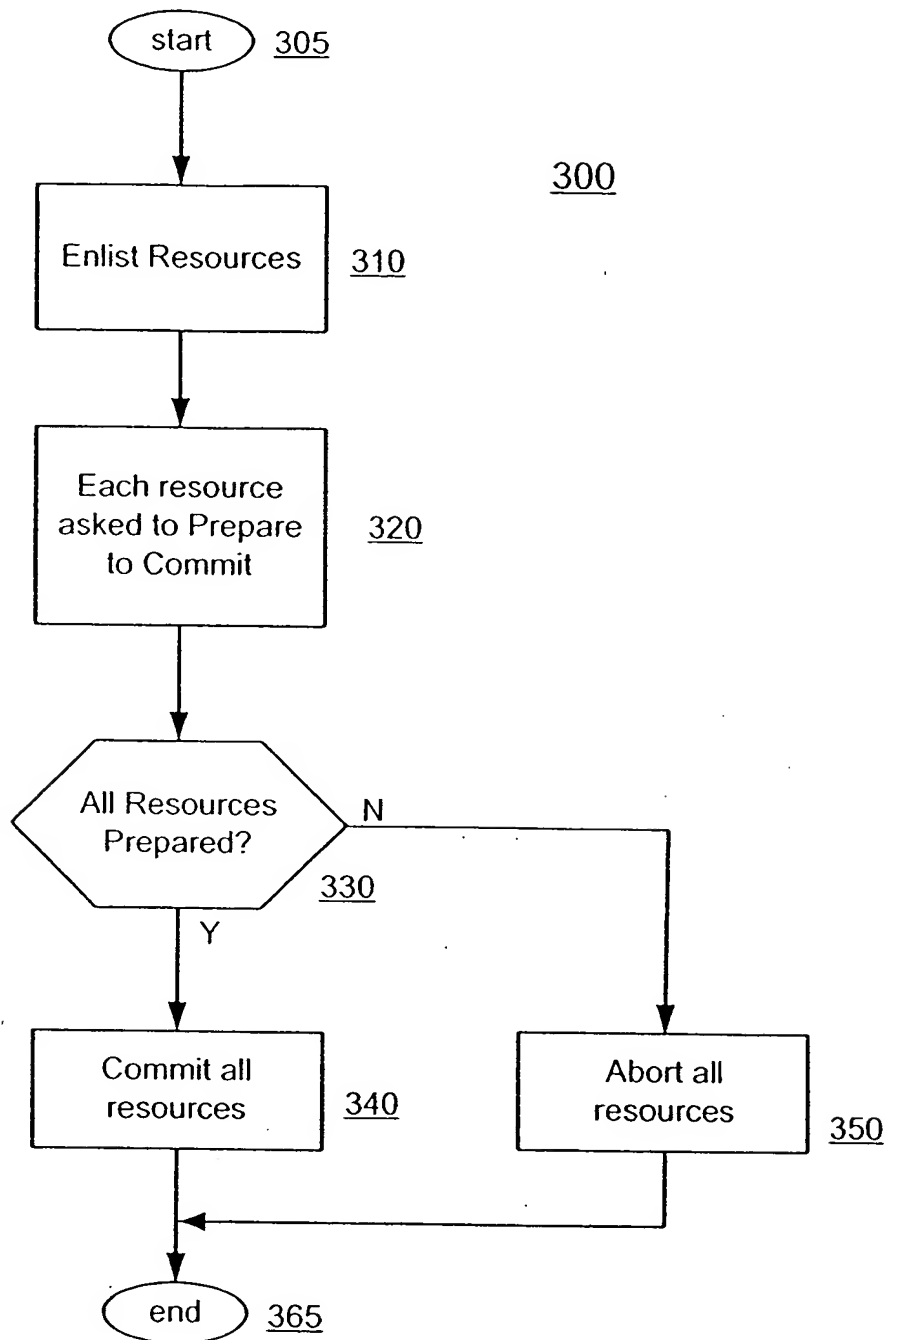 start 305
300
Enlist Resources 310
Each resource
asked to Prepare
to Commit
320
All Resources
Prepared?
N
330
Y
Commit all
resources
340
Abort all
resources
350
end 365